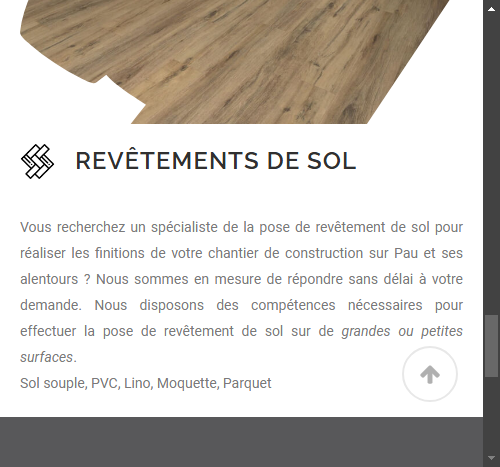 REVÊTEMENTS DE SOL
Vous recherchez un spécialiste de la pose de revêtement de sol pour
réaliser les finitions de votre chantier de construction sur Pau et ses
alentours ? Nous sommes en mesure de répondre sans délai à votre
demande. Nous disposons des compétences nécessaires pour
effectuer la pose de revêtement de sol sur de grandes ou petites
surfaces.
Sol souple, PVC, Lino, Moquette, Parquet